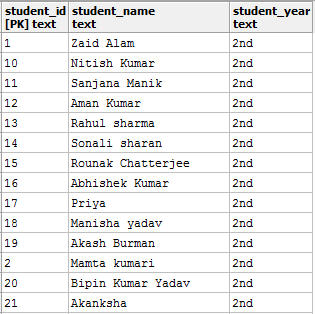 student_id student_name student_year
[PK] text text text
1 Zaid Alam 2nd
10 Nitish Kumar 2nd
11 Sanjana Manik 2nd
12 Aman Kumar 2nd
13 Rahul sharma 2nd
14 Sonali sharan 2nd
15 Rounak Chatterjee 2nd
16 Abhishek Kumar 2nd
17 Priya 2nd
18 Manisha yadav 2nd
19 Akash Burman 2nd
2 Mamta kumari 2nd
20 Bipin Kumar Yadav 2nd
21 Akanksha 2nd